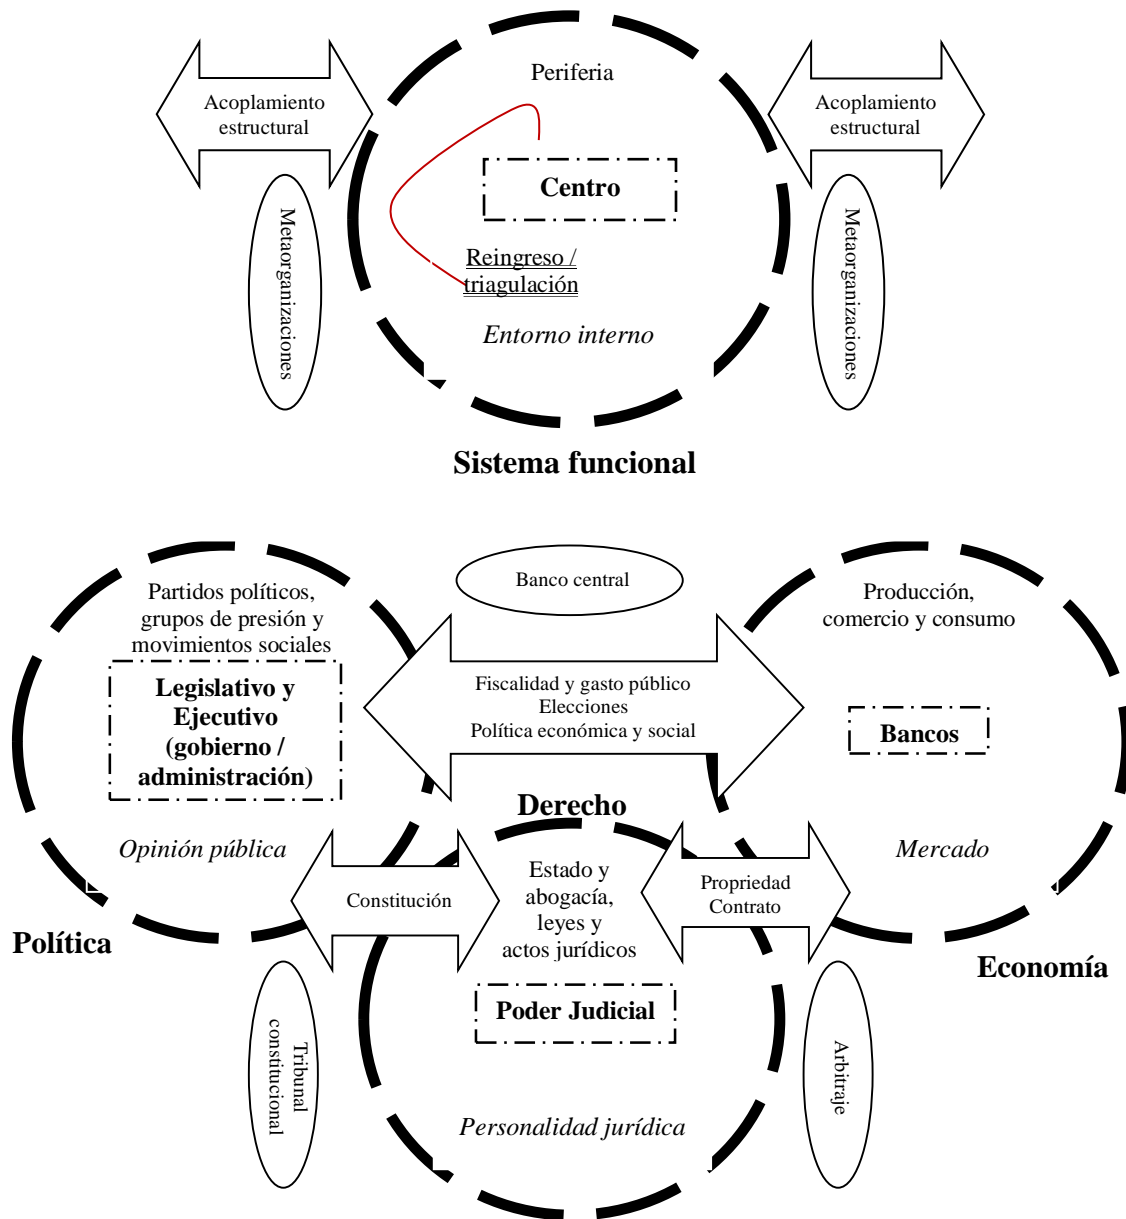 Periferia
Acoplamiento
estructural
Acoplamiento
estructural
Centro
Metaorganizaciones
Metaorganizaciones
Reingreso /
triagulación
Entorno interno
Sistema funcional
Banco central
Partidos políticos,
grupos de presión y
movimientos sociales
Producción,
comercio y consumo
Legislativo y
Ejecutivo
(gobierno /
administración)
Fiscalidad y gasto público
Elecciones
Política económica y social
Bancos
Derecho
Opinión pública
Mercado
Estado y
abogacía,
leyes y
actos jurídicos
Constitución
Propriedad
Contrato
Política
Economía
Poder Judicial
Tribunal
constitucional
Arbitraje
Personalidad jurídica